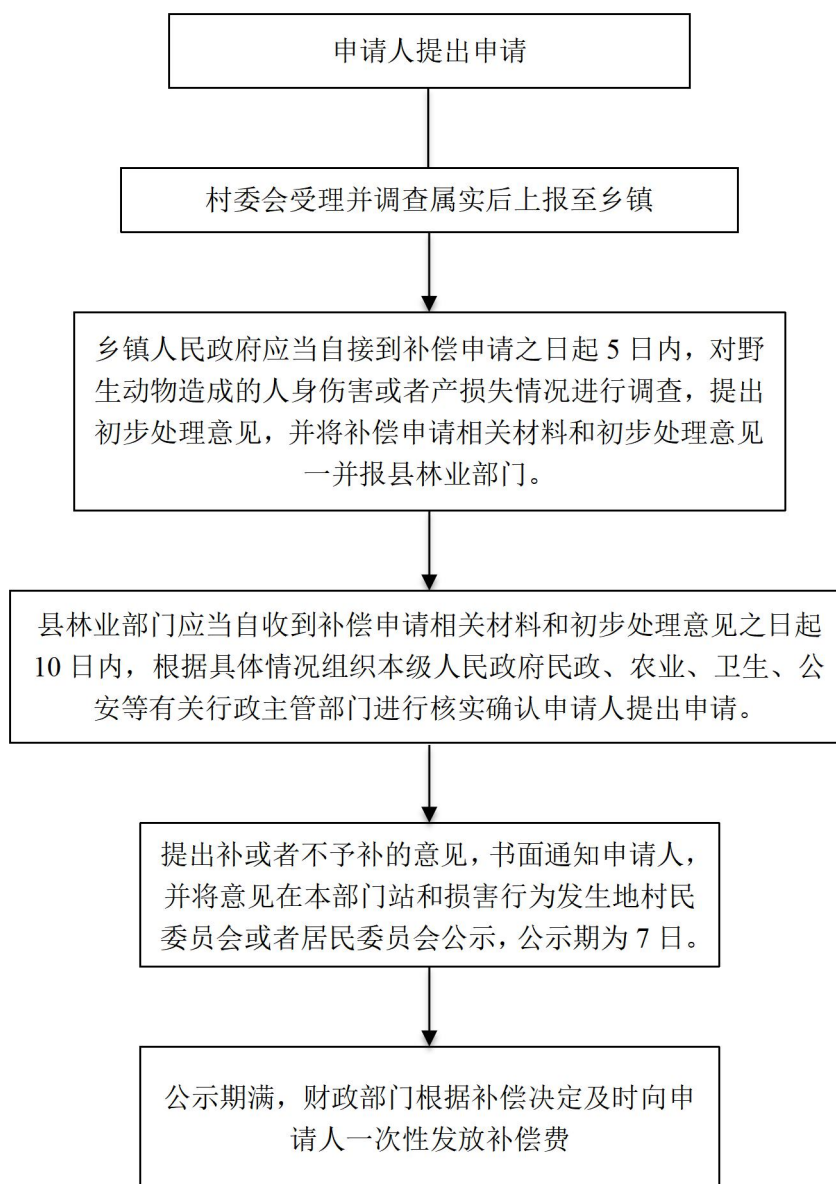 申请人提出申请
村委会受理并调查属实后上报至乡镇
乡镇人民政府应当自接到补偿申请之日起 5 日内，对野
生动物造成的人身伤害或者产损失情况进行调查，提出
初步处理意见，并将补偿申请相关材料和初步处理意见
一并报县林业部门。
县林业部门应当自收到补偿申请相关材料和初步处理意见之日起
10 日内，根据具体情况组织本级人民政府民政、农业、卫生、公
安等有关行政主管部门进行核实确认申请人提出申请。
提出补或者不予补的意见，书面通知申请人，
并将意见在本部门站和损害行为发生地村民
委员会或者居民委员会公示，公示期为 7 日。
公示期满，财政部门根据补偿决定及时向申
请人一次性发放补偿费